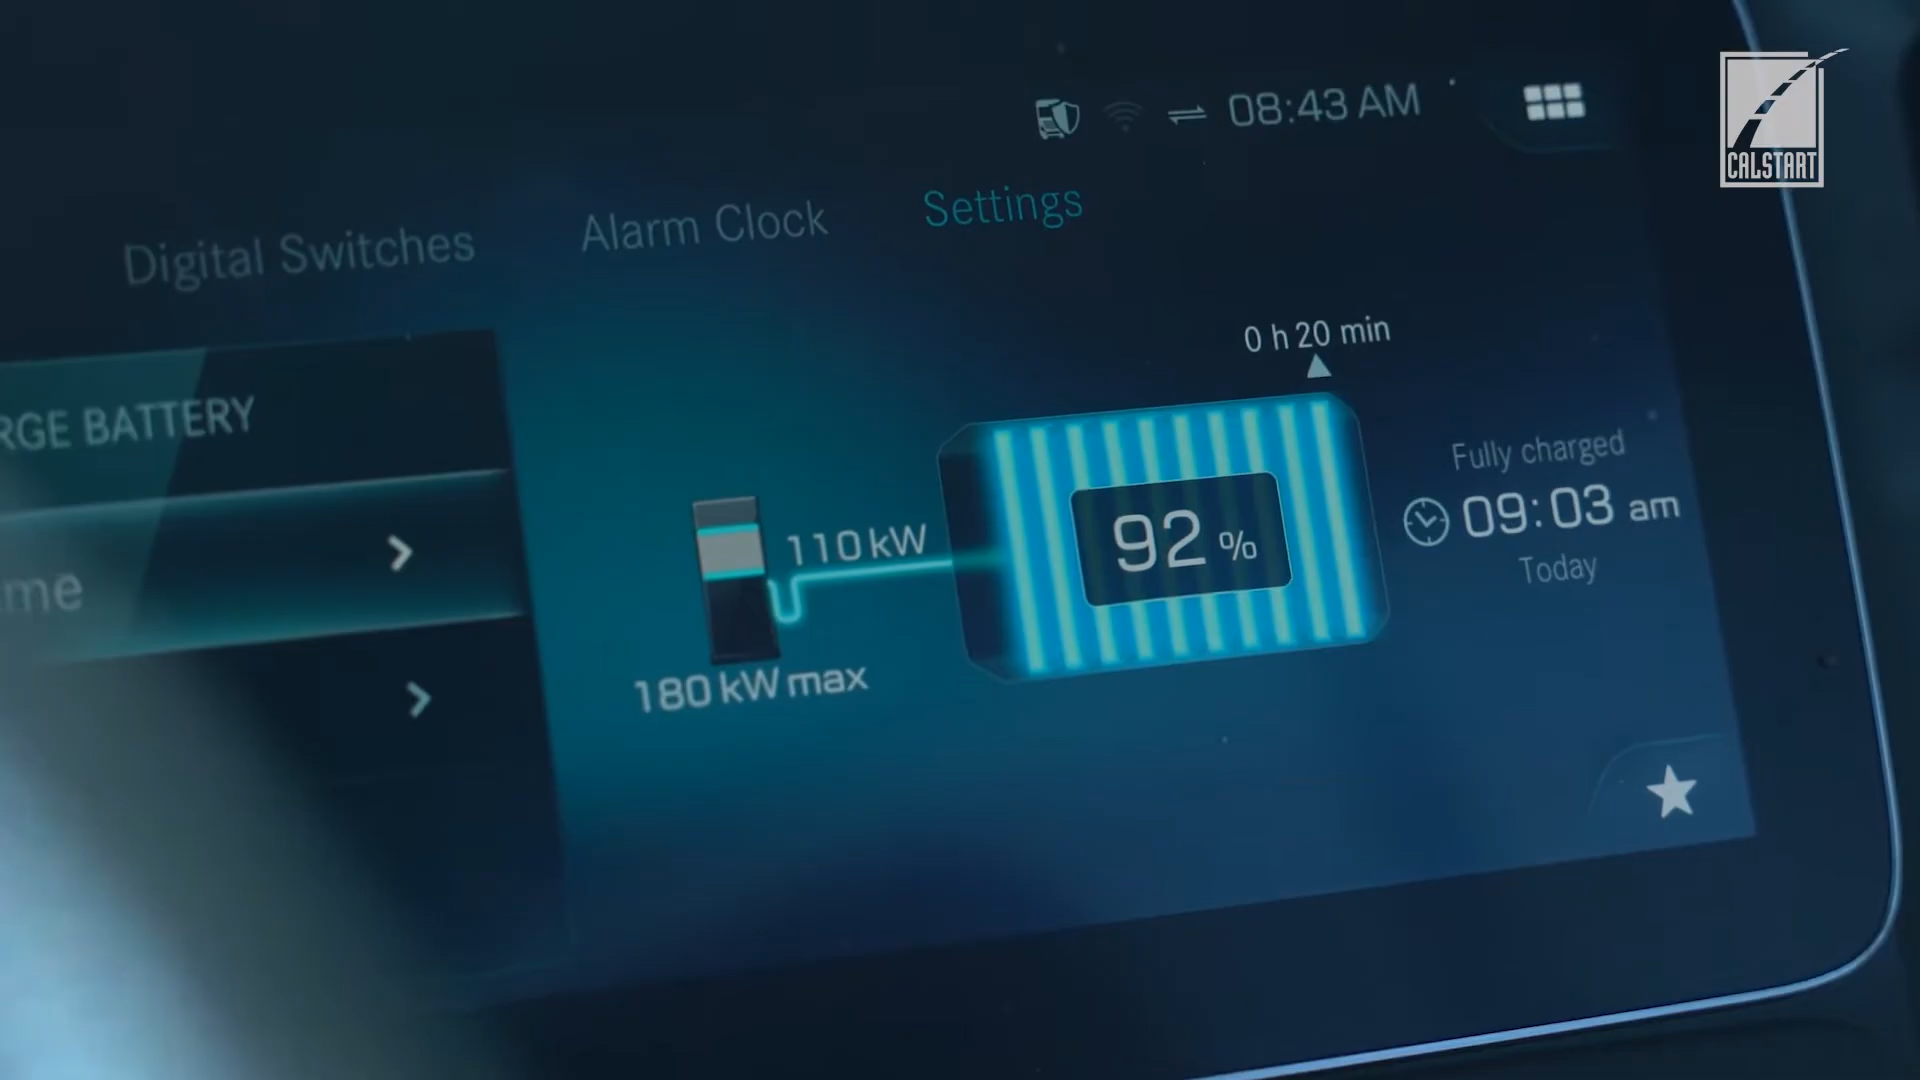 08:43 AM
CALSTART
Digital Switches
Alarm Clock
Settings
0 h 20 min
RGE BATTERY
Fully charged
09:03 am
Today
110 kW
92 %
me
180 kW max